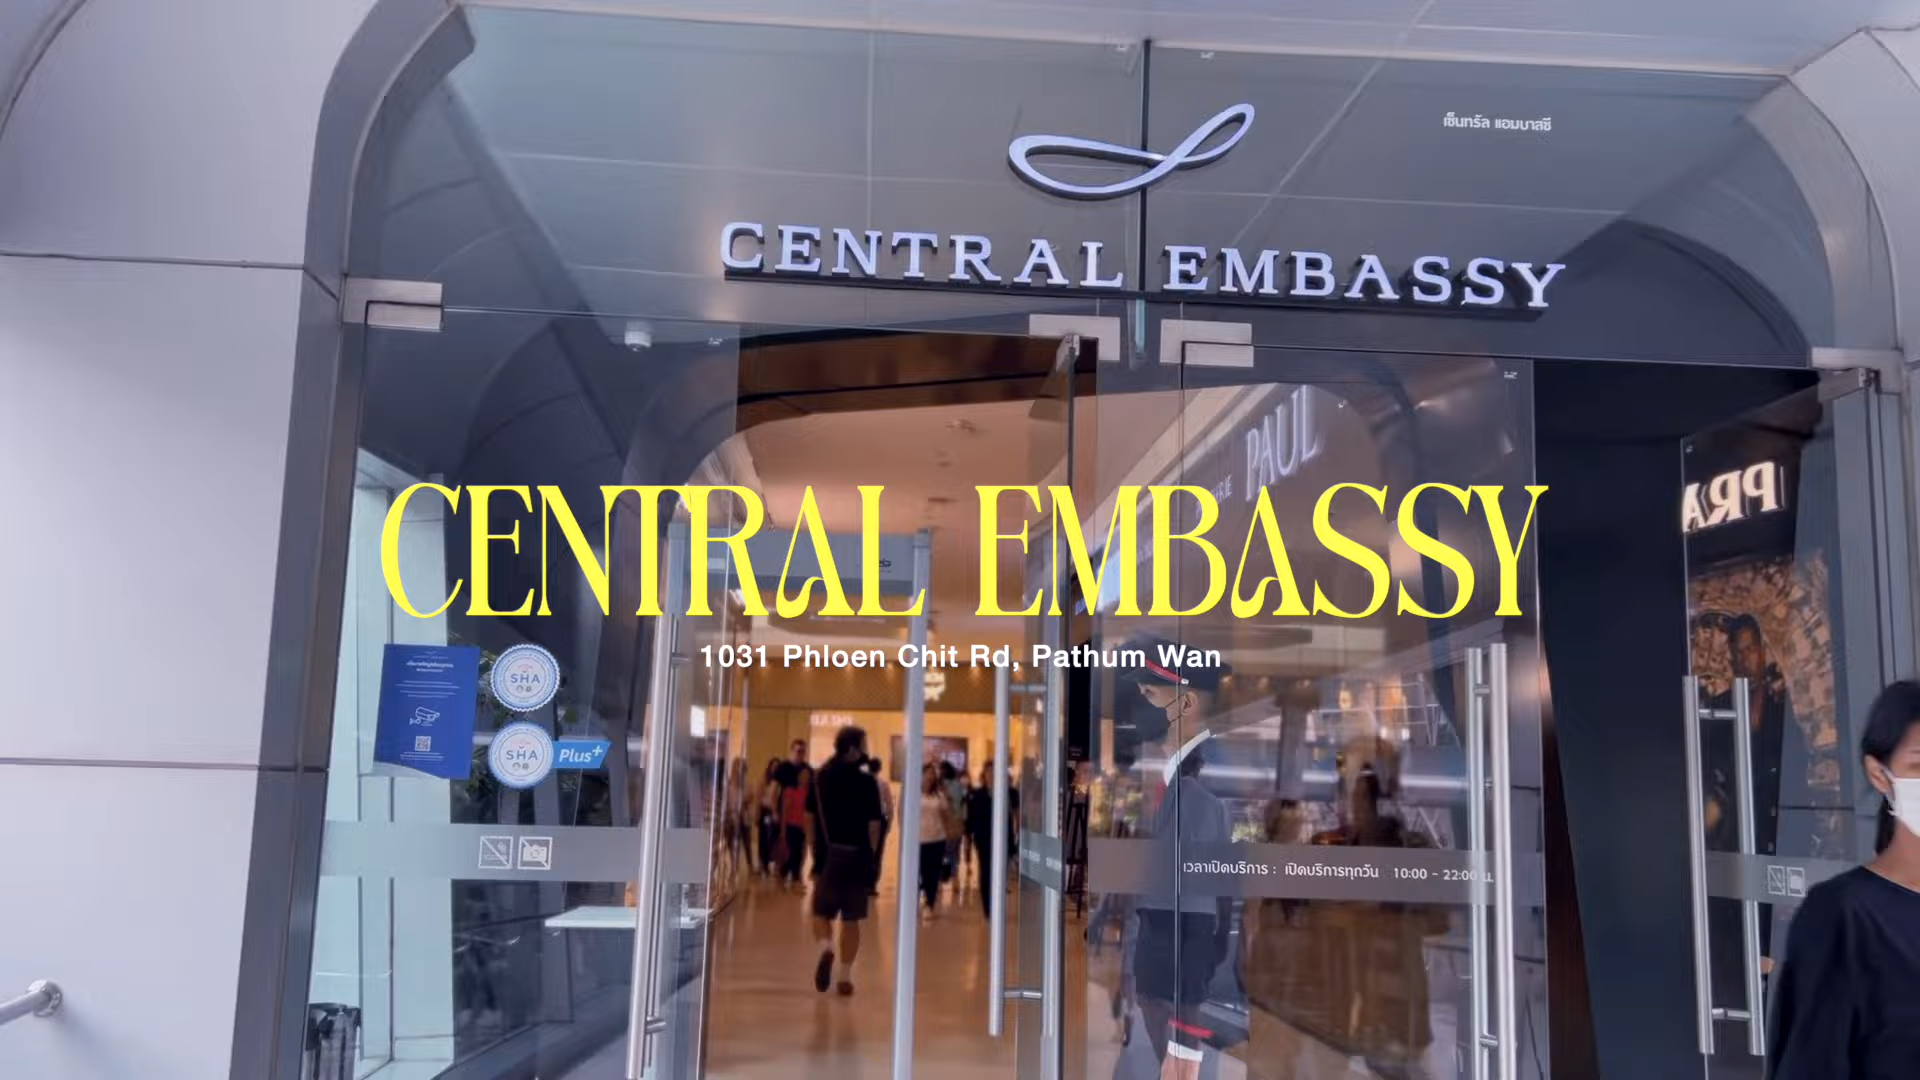 เซ็นทรัล แอมบาสซี
CENTRAL EMBASSY
PAUL
PRA
CENTRAL EMBASSY
1031 Phloen Chit Rd, Pathum Wan
SHA
SHA Plus+
เวลาเปิดบริการ : เปิดบริการทุกวัน 10:00 - 22:00 น.